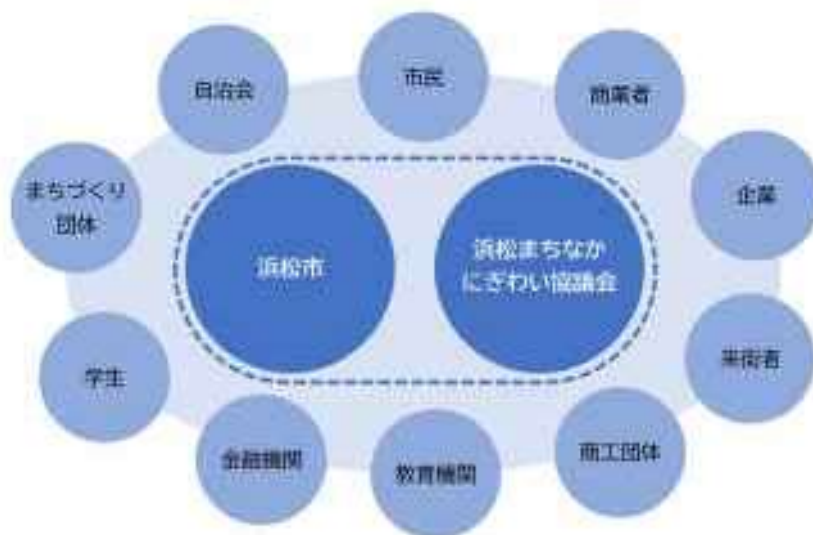 自治会
市民
商業者
まちづくり
団体
企業
浜松市
浜松まちなか
にぎわい協議会
学生
来街者
金融機関
教育機関
商工団体